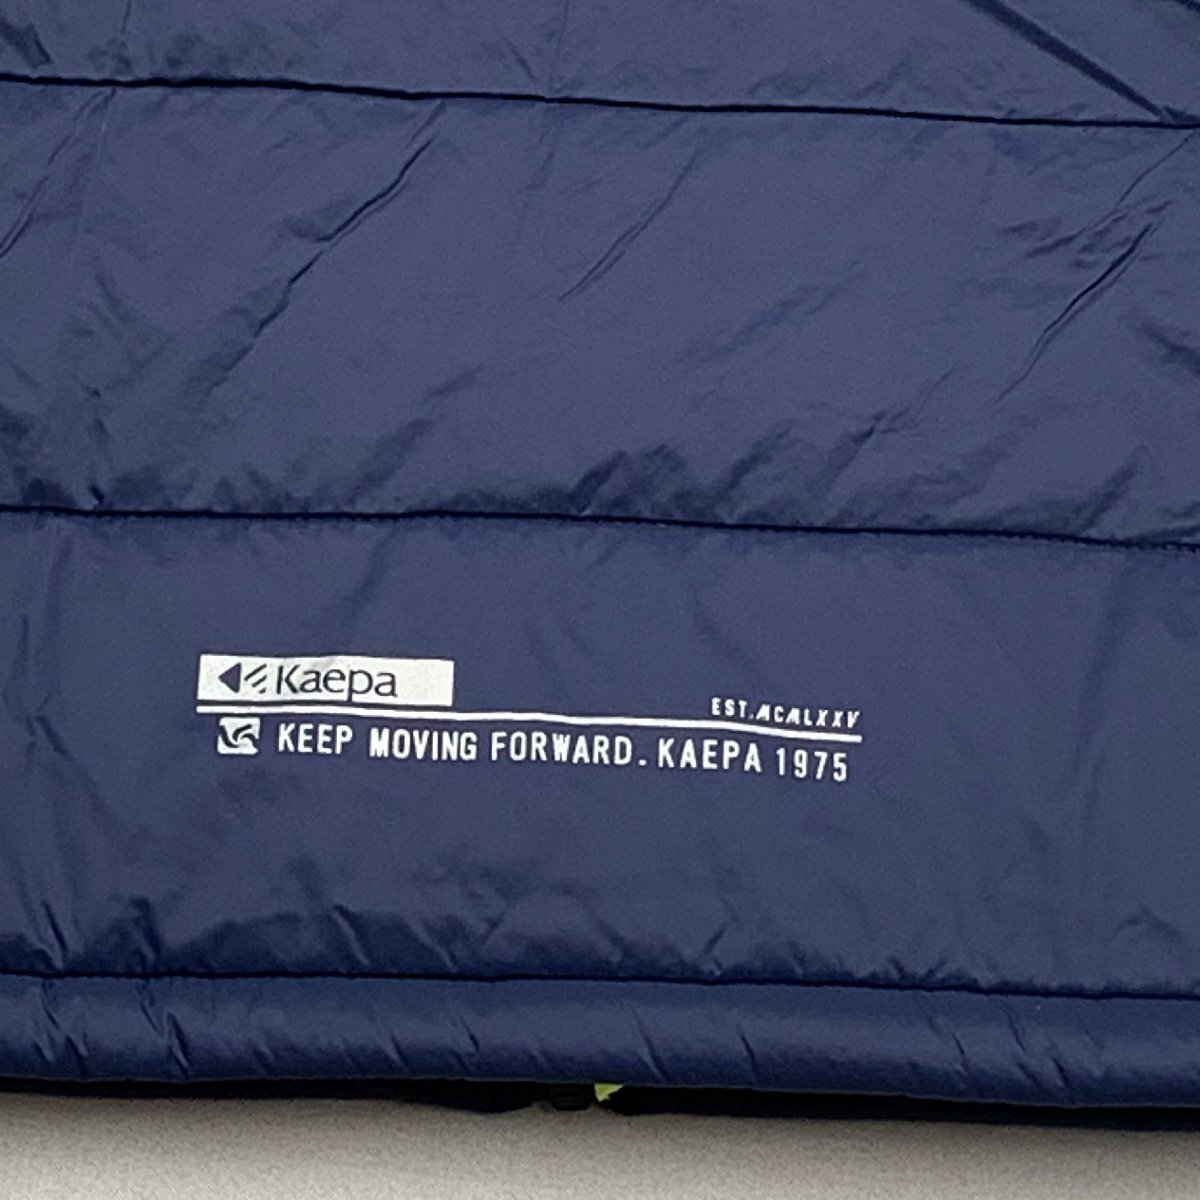 Kaepa
EST.MCMLXXV
KEEP MOVING FORWARD. KAEPA 1975